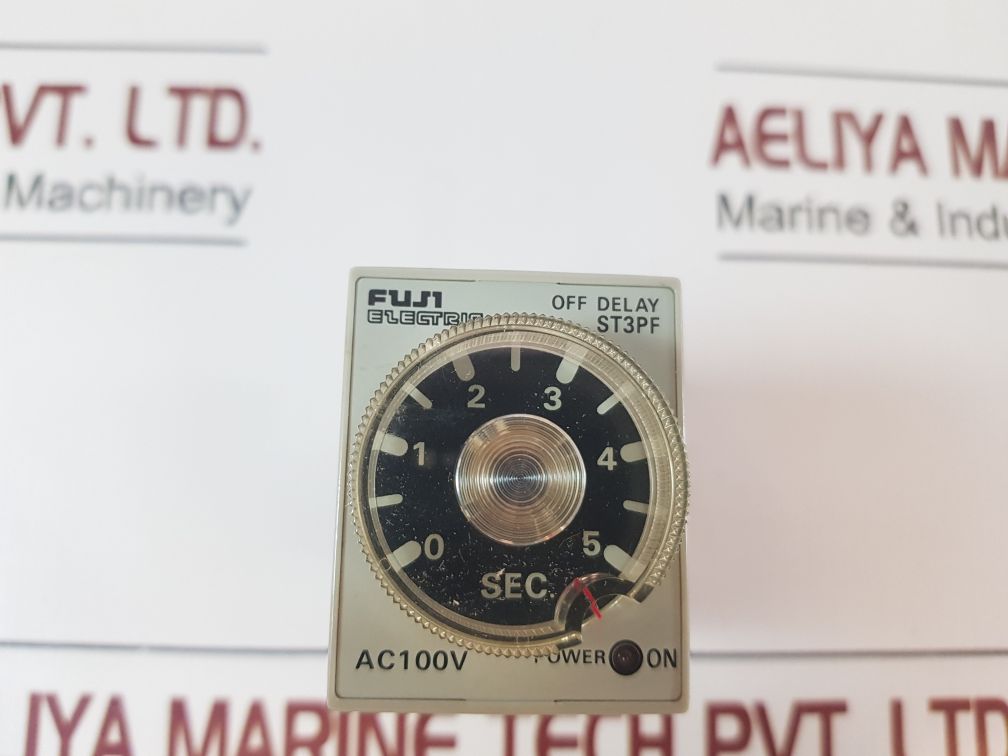 PVT. LTD.
Machinery
AELIYA MA
Marine & Indu
FUJI
ELECTRIC
OFF DELAY
ST3PF
2 3
1 4
0 5
SEC.
AC100V
POWER ON
IYA MARINE TECH PVT. LTD